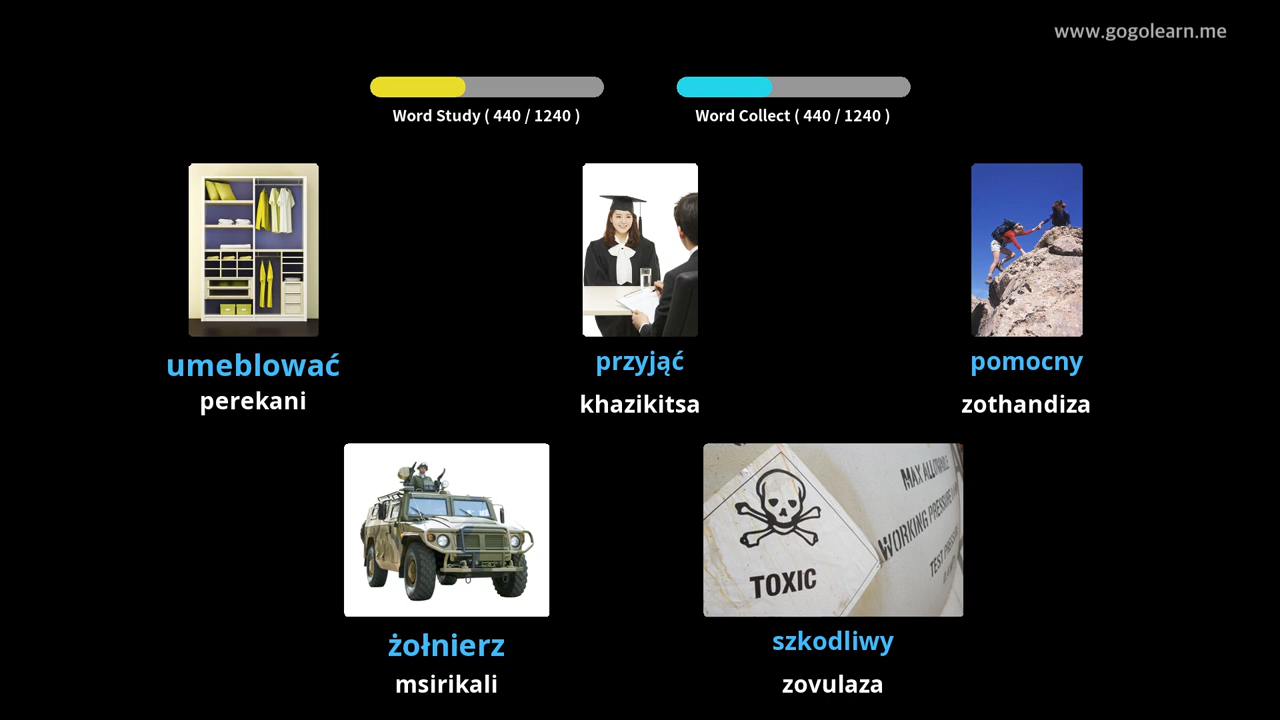 www.gogolearn.me
Word Study ( 440 / 1240 )
Word Collect ( 440 / 1240 )
umeblować
perekani
przyjąć
khazikitsa
pomocny
zothandiza
MAX ALLOWABLE
WORKING PRESSURE
TEST PRESSURE
TOXIC
żołnierz
msirikali
szkodliwy
zovulaza